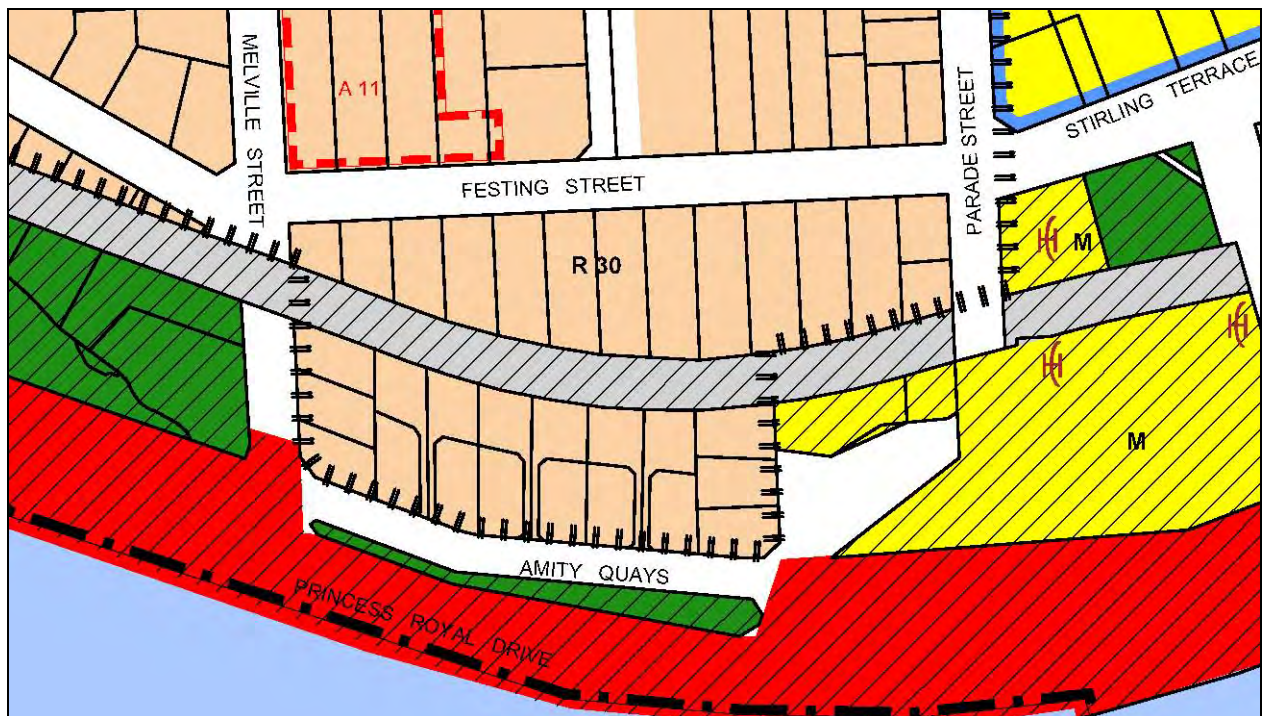 MELVILLE STREET
A 11
PARADE STREET
STIRLING TERRACE
FESTING STREET
M
R 30
M
AMITY QUAYS
PRINCESS ROYAL DRIVE